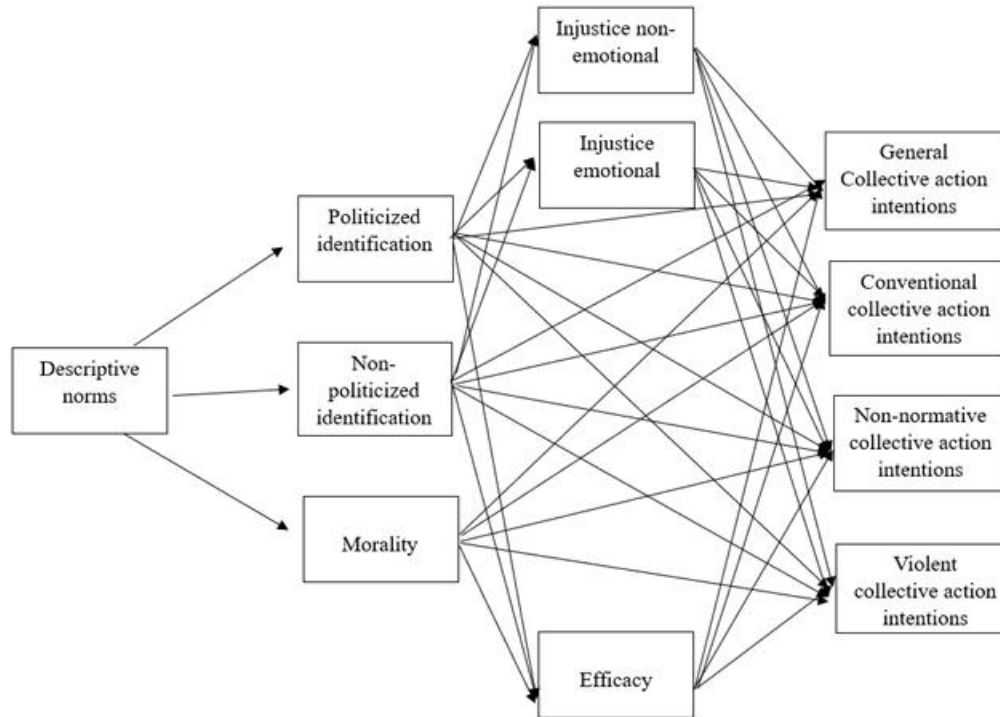 Injustice non-
emotional
Injustice
emotional
General
Collective action
intentions
Politicized
identification
Conventional
collective action
intentions
Descriptive
norms
Non-
politicized
identification
Non-normative
collective action
intentions
Morality
Violent
collective action
intentions
Efficacy